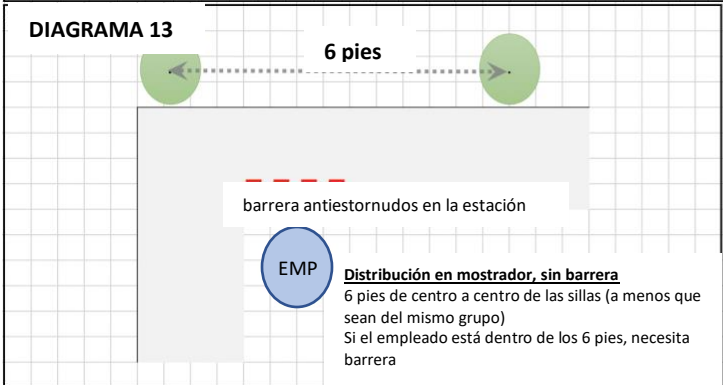 DIAGRAMA 13
6 pies
barrera antiestornudos en la estación
EMP
Distribución en mostrador, sin barrera
6 pies de centro a centro de las sillas (a menos que
sean del mismo grupo)
Si el empleado está dentro de los 6 pies, necesita
barrera